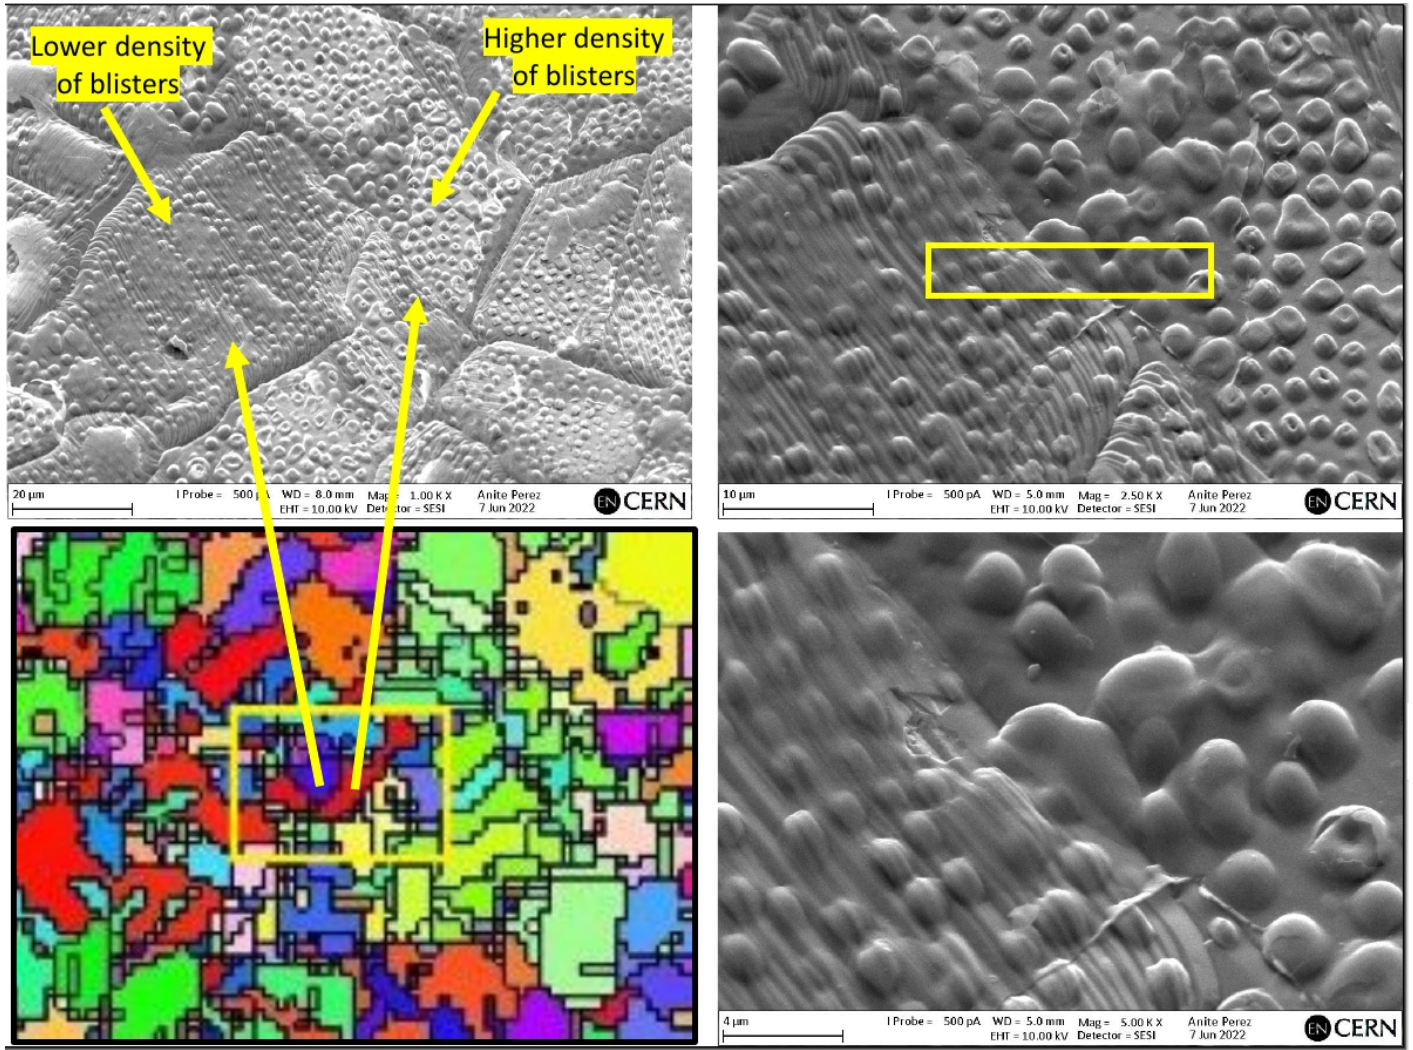 Lower density
of blisters
Higher density
of blisters
20 µm
I Probe = 500 pA WD = 8.0 mm Mag = 1.00 K X Anite Perez
EHT = 10.00 kV Detector = SESI 7 Jun 2022
EN CERN
10 µm
I Probe = 500 pA WD = 5.0 mm Mag = 2.50 K X Anite Perez
EHT = 10.00 kV Detector = SESI 7 Jun 2022
EN CERN
4 µm
I Probe = 500 pA WD = 5.0 mm Mag = 5.00 K X Anite Perez
EHT = 10.00 kV Detector = SESI 7 Jun 2022
EN CERN